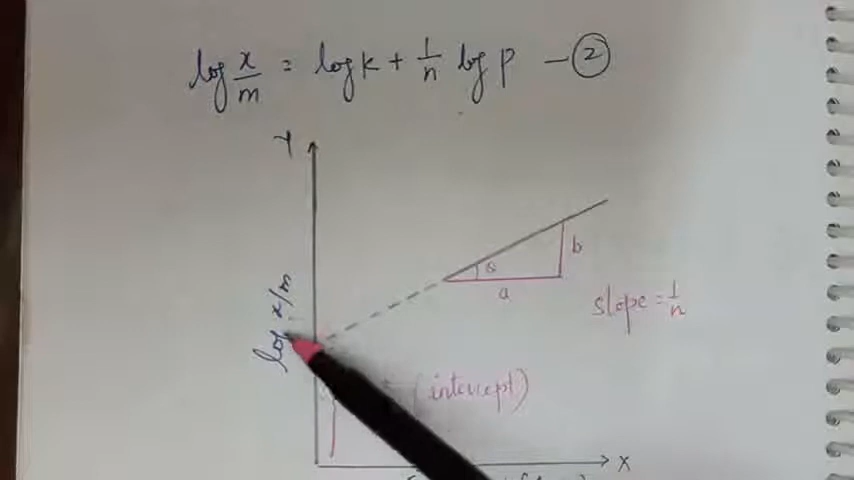 log x/m = log k + 1/n log p — ②
Y
b
θ
a
log x/m
slope = 1/n
(intercept)
X